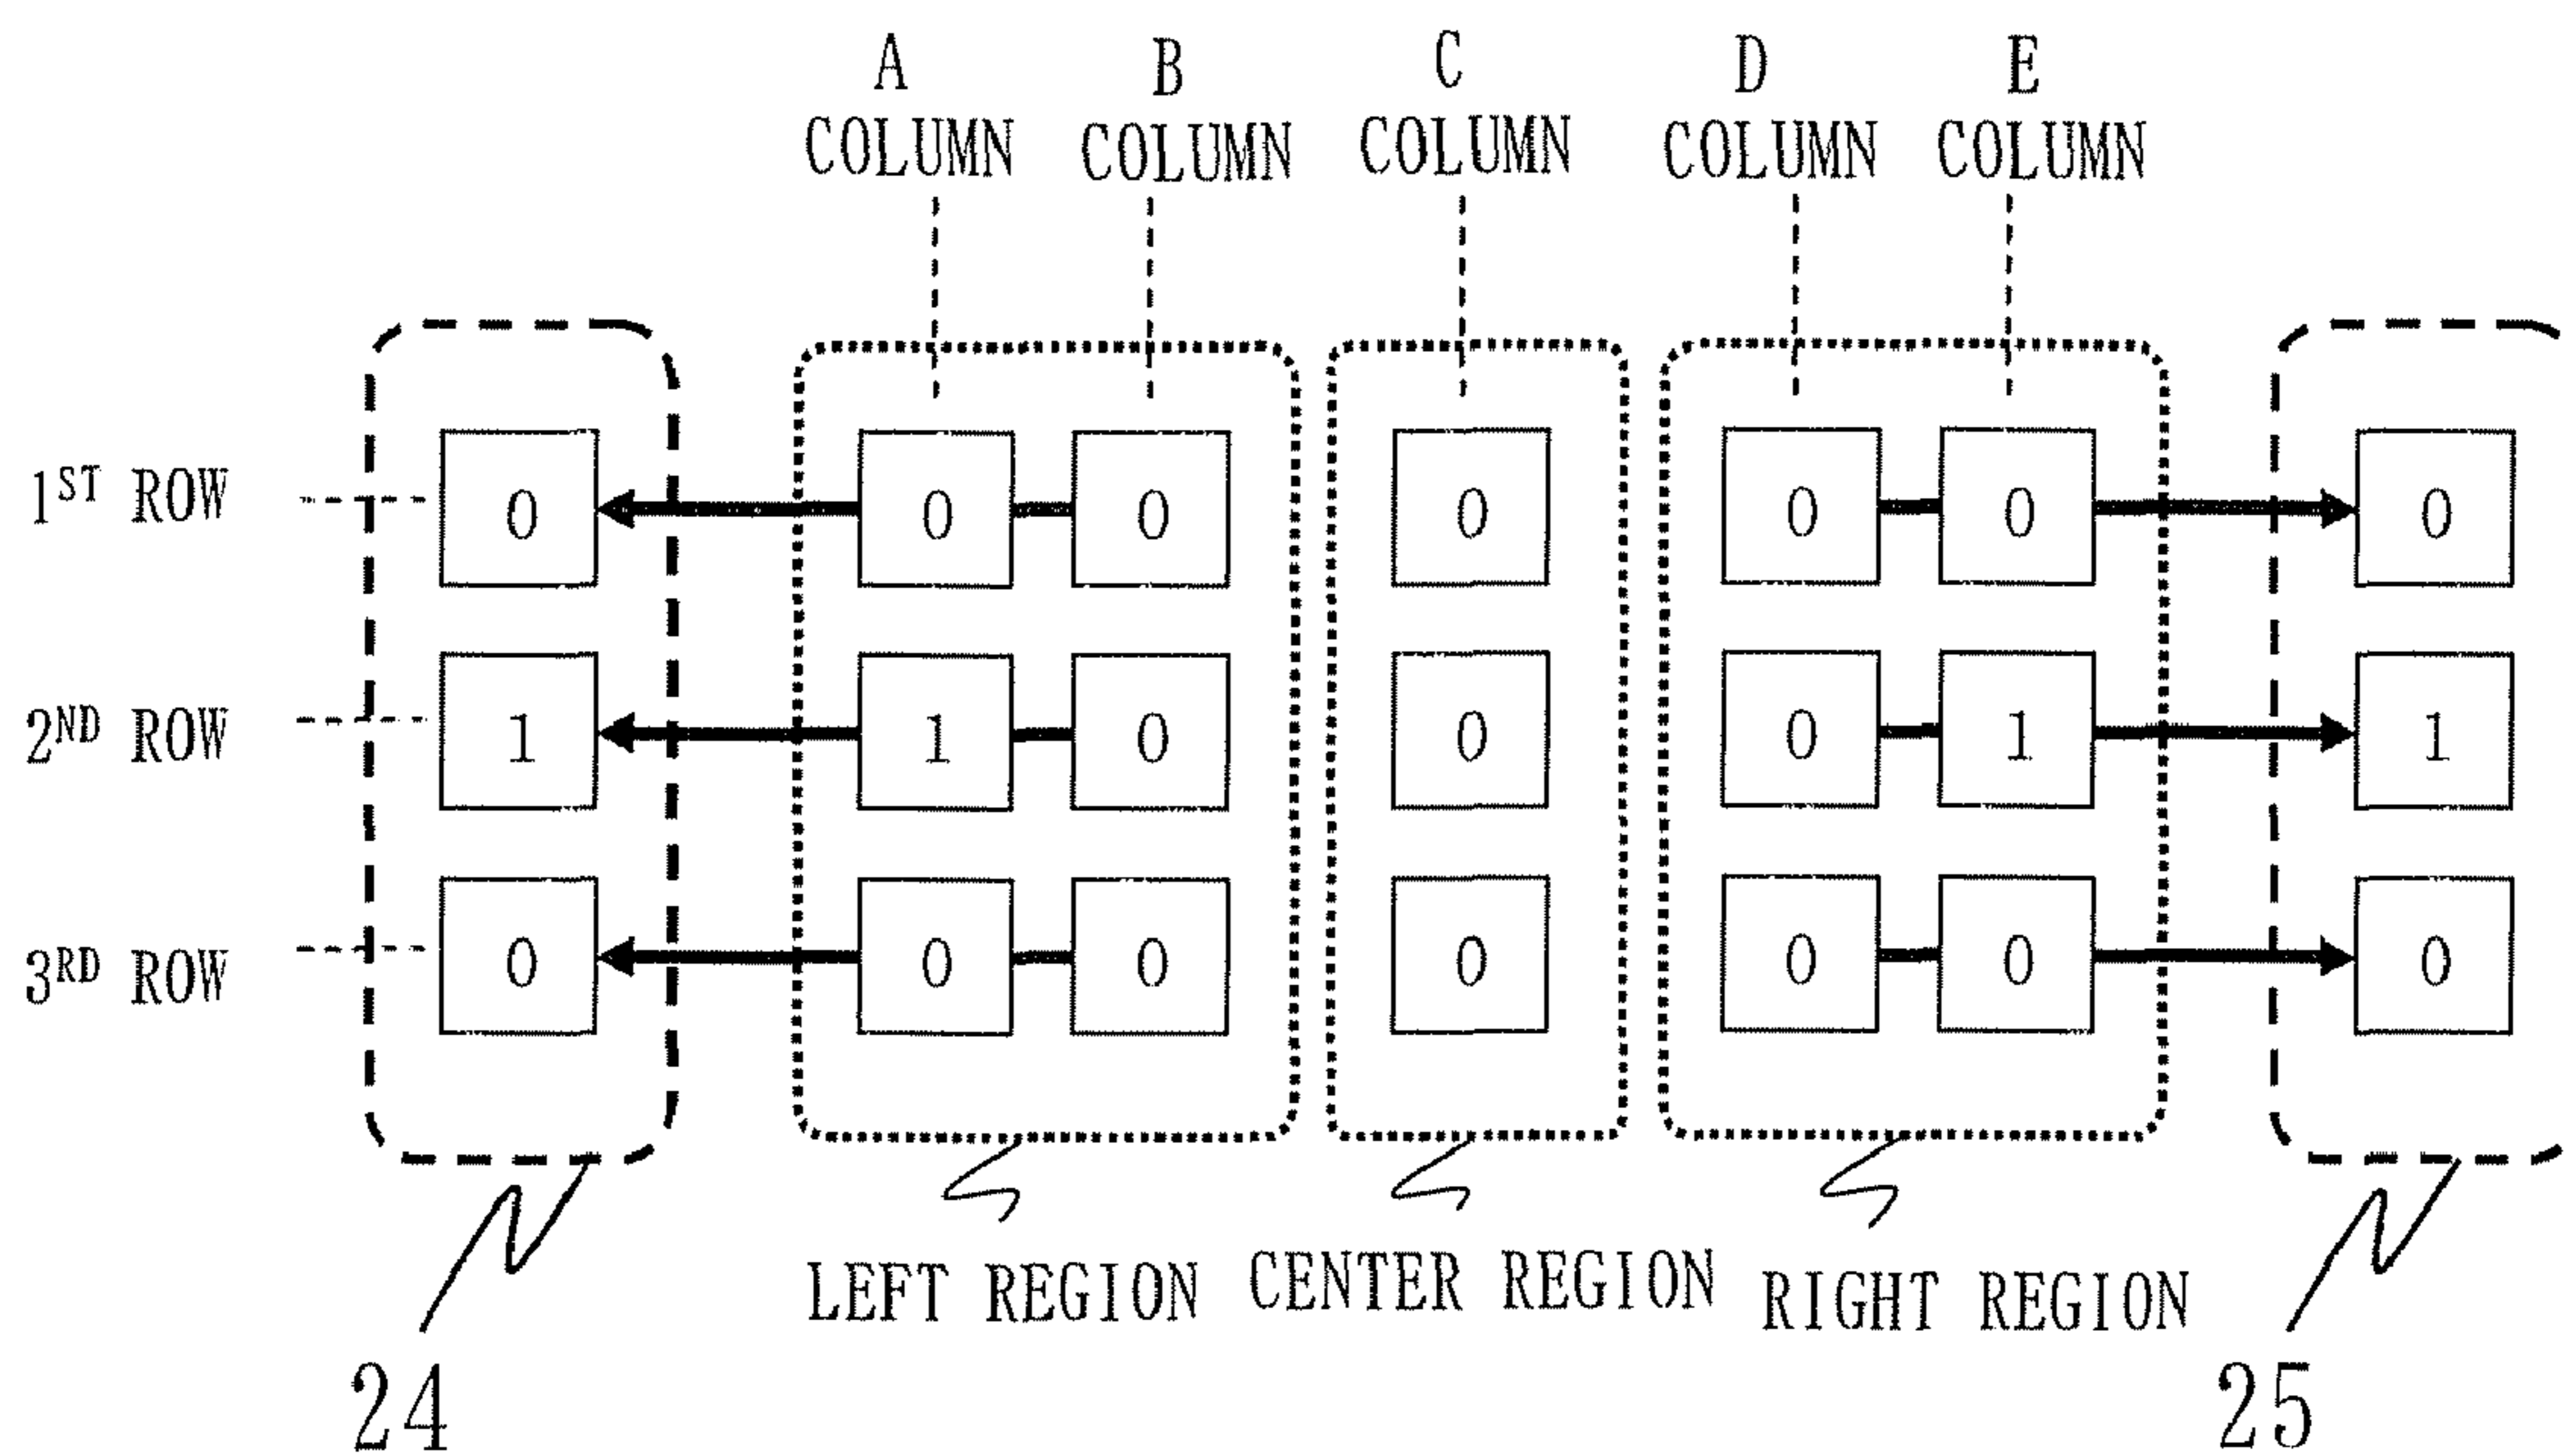 A B C D E
COLUMN COLUMN COLUMN COLUMN COLUMN
1ST ROW 0 0 0 0 0 0 0
2ND ROW 1 1 0 0 0 1 1
3RD ROW 0 0 0 0 0 0 0
LEFT REGION CENTER REGION RIGHT REGION
24 25